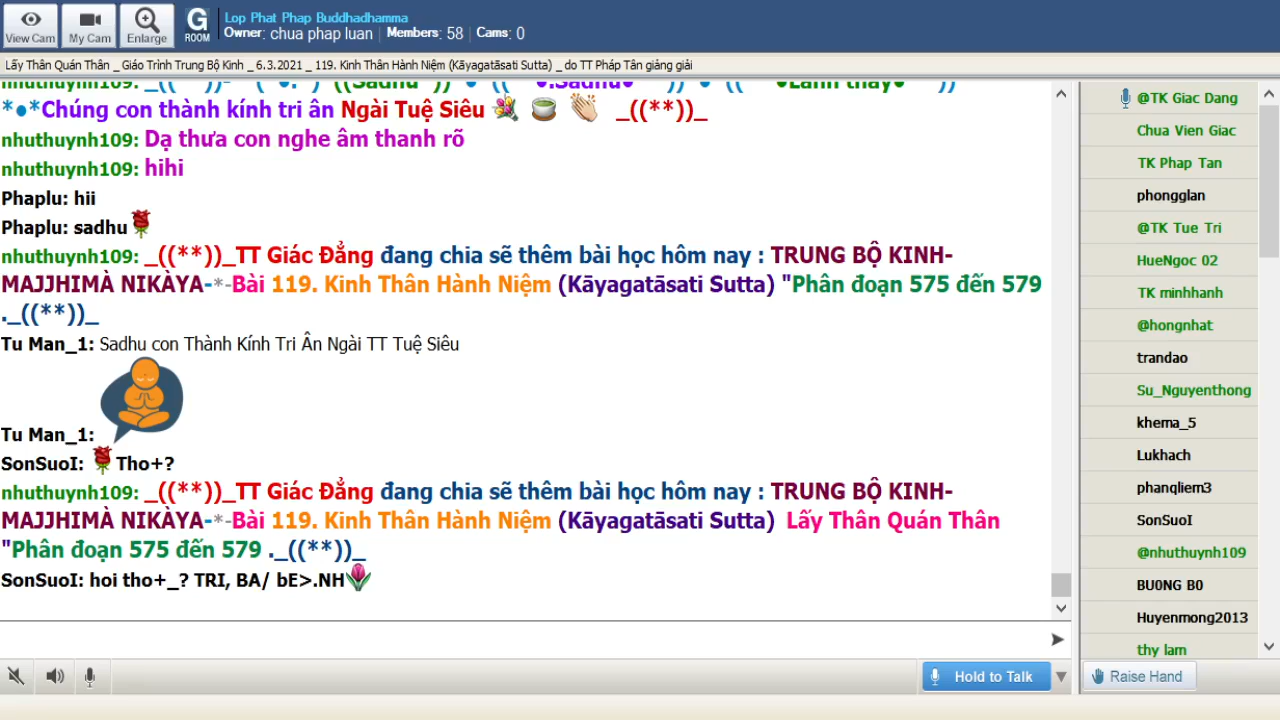 View Cam
My Cam
Enlarge
G
ROOM
Lop Phat Phap Buddhadhamma
Owner: chua phap luan | Members: 58 | Cams: 0
Lấy Thân Quán Thân _ Giáo Trình Trung Bộ Kinh _ 6.3.2021 _ 119. Kinh Thân Hành Niệm (Kāyagatāsati Sutta) _ do TT Pháp Tân giảng giải
*●*Chúng con thành kính tri ân Ngài Tuệ Siêu _((**))_
nhuthuynh109: Dạ thưa con nghe âm thanh rõ
nhuthuynh109: hihi
Phaplu: hii
Phaplu: sadhu
nhuthuynh109: _((**))_TT Giác Đẳng đang chia sẽ thêm bài học hôm nay : TRUNG BỘ KINH-
MAJJHIMÀ NIKÀYA-*-Bài 119. Kinh Thân Hành Niệm (Kāyagatāsati Sutta) "Phân đoạn 575 đến 579
._((**))_
Tu Man_1: Sadhu con Thành Kính Tri Ân Ngài TT Tuệ Siêu
Tu Man_1:
SonSuoI: Tho+?
nhuthuynh109: _((**))_TT Giác Đẳng đang chia sẽ thêm bài học hôm nay : TRUNG BỘ KINH-
MAJJHIMÀ NIKÀYA-*-Bài 119. Kinh Thân Hành Niệm (Kāyagatāsati Sutta) Lấy Thân Quán Thân
"Phân đoạn 575 đến 579 ._((**))_
SonSuoI: hoi tho+_? TRI, BA/ bE>.NH
@TK Giac Dang
Chua Vien Giac
TK Phap Tan
phongglan
@TK Tue Tri
HueNgoc 02
TK minhhanh
@hongnhat
trandao
Su_Nguyenthong
khema_5
Lukhach
phanqliem3
SonSuoI
@nhuthuynh109
BU0NG B0
Huyenmong2013
thy lam
Hold to Talk
Raise Hand